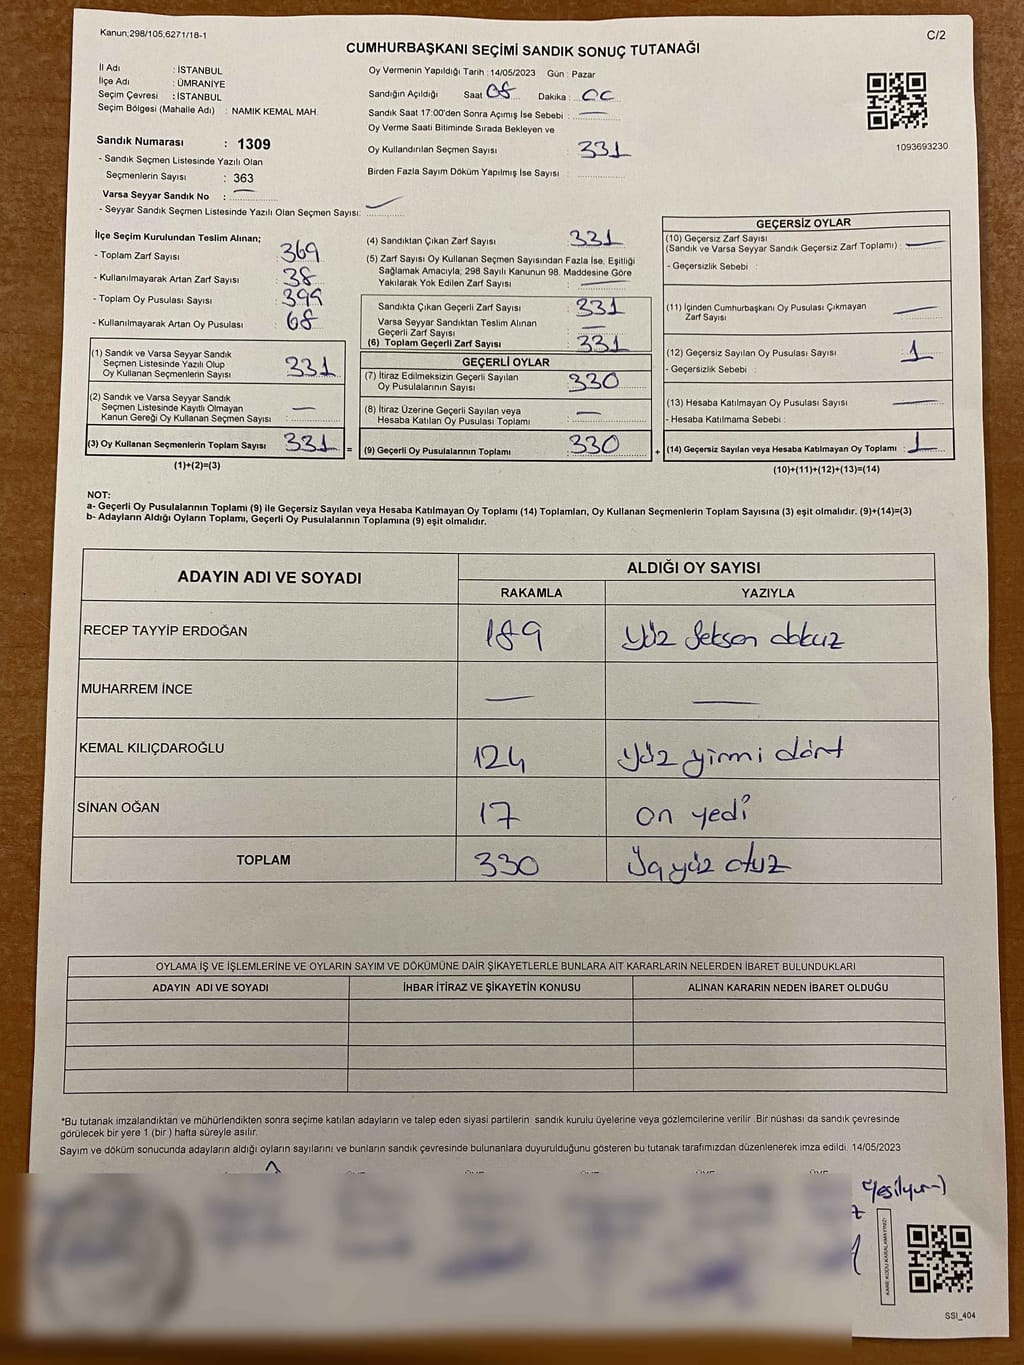 Kanun;298/105,6271/18-1
C/2
CUMHURBAŞKANI SEÇİMİ SANDIK SONUÇ TUTANAĞI
İl Adı : İSTANBUL
İlçe Adı : ÜMRANİYE
Seçim Çevresi : İSTANBUL
Seçim Bölgesi (Mahalle Adı) : NAMIK KEMAL MAH.
Sandık Numarası : 1309
- Sandık Seçmen Listesinde Yazılı Olan
Seçmenlerin Sayısı : 363
Varsa Seyyar Sandık No : —
- Seyyar Sandık Seçmen Listesinde Yazılı Olan Seçmen Sayısı:
Oy Vermenin Yapıldığı Tarih : 14/05/2023 Gün : Pazar
Sandığın Açıldığı Saat 08 Dakika : 00
Sandık Saat 17:00'den Sonra Açımış İse Sebebi : —
Oy Verme Saati Bitiminde Sırada Bekleyen ve
Oy Kullandırılan Seçmen Sayısı : 331
Birden Fazla Sayım Döküm Yapılmış İse Sayısı :
1093693230
İlçe Seçim Kurulundan Teslim Alınan;
- Toplam Zarf Sayısı : 369
- Kullanılmayarak Artan Zarf Sayısı : 38
- Toplam Oy Pusulası Sayısı : 399
- Kullanılmayarak Artan Oy Pusulası : 68
(1) Sandık ve Varsa Seyyar Sandık
Seçmen Listesinde Yazılı Olup
Oy Kullanan Seçmenlerin Sayısı : 331
(2) Sandık ve Varsa Seyyar Sandık
Seçmen Listesinde Kayıtlı Olmayan
Kanun Gereği Oy Kullanan Seçmen Sayısı : —
(3) Oy Kullanan Seçmenlerin Toplam Sayısı : 331 =
(1)+(2)=(3)
(4) Sandıktan Çıkan Zarf Sayısı : 331
(5) Zarf Sayısı Oy Kullanan Seçmen Sayısından Fazla İse, Eşitliği
Sağlamak Amacıyla; 298 Sayılı Kanunun 98. Maddesine Göre
Yakılarak Yok Edilen Zarf Sayısı : —
Sandıkta Çıkan Geçerli Zarf Sayısı : 331
Varsa Seyyar Sandıktan Teslim Alınan
Geçerli Zarf Sayısı : —
(6) Toplam Geçerli Zarf Sayısı : 331
GEÇERLİ OYLAR
(7) İtiraz Edilmeksizin Geçerli Sayılan
Oy Pusulalarının Sayısı : 330
(8) İtiraz Üzerine Geçerli Sayılan veya
Hesaba Katılan Oy Pusulaları Toplamı : —
(9) Geçerli Oy Pusulalarının Toplamı : 330 +
GEÇERSİZ OYLAR
(10) Geçersiz Zarf Sayısı
(Sandık ve Varsa Seyyar Sandık Geçersiz Zarf Toplamı) : —
- Geçersizlik Sebebi :
(11) İçinden Cumhurbaşkanı Oy Pusulası Çıkmayan
Zarf Sayısı : —
(12) Geçersiz Sayılan Oy Pusulası Sayısı : 1
- Geçersizlik Sebebi :
(13) Hesaba Katılmayan Oy Pusulası Sayısı : —
- Hesaba Katılmama Sebebi :
(14) Geçersiz Sayılan veya Hesaba Katılmayan Oy Toplamı : 1
(10)+(11)+(12)+(13)=(14)
NOT:
a- Geçerli Oy Pusulalarının Toplamı (9) ile Geçersiz Sayılan veya Hesaba Katılmayan Oy Toplamı (14) Toplamları, Oy Kullanan Seçmenlerin Toplam Sayısına (3) eşit olmalıdır. (9)+(14)=(3)
b- Adayların Aldığı Oyların Toplamı, Geçerli Oy Pusulalarının Toplamına (9) eşit olmalıdır.
ADAYIN ADI VE SOYADI
ALDIĞI OY SAYISI
RAKAMLA YAZIYLA
RECEP TAYYİP ERDOĞAN 189 Yüz Seksen dokuz
MUHARREM İNCE — —
KEMAL KILIÇDAROĞLU 124 Yüz yirmi dört
SİNAN OĞAN 17 on yedi
TOPLAM 330 Üç yüz otuz
OYLAMA İŞ VE İŞLEMLERİNE VE OYLARIN SAYIM VE DÖKÜMÜNE DAİR ŞİKAYETLERLE BUNLARA AİT KARARLARIN NELERDEN İBARET BULUNDUKLARI
ADAYIN ADI VE SOYADI İHBAR İTİRAZ VE ŞİKAYETİN KONUSU ALINAN KARARIN NEDEN İBARET OLDUĞU
*Bu tutanak imzalandıktan ve mühürlendikten sonra seçime katılan adayların ve talep eden siyasi partilerin sandık kurulu üyelerine veya gözlemcilerine verilir. Bir nüshası da sandık çevresinde
görülecek bir yere 1 (bir ) hafta süreyle asılır.
Sayım ve döküm sonucunda adayların aldığı oyların sayılarını ve bunların sandık çevresinde bulunanlara duyurulduğunu gösteren bu tutanak tarafımızdan düzenlenerek imza edildi. 14/05/2023
KARE KODU KARALAMAYINIZ!
SSİ_404